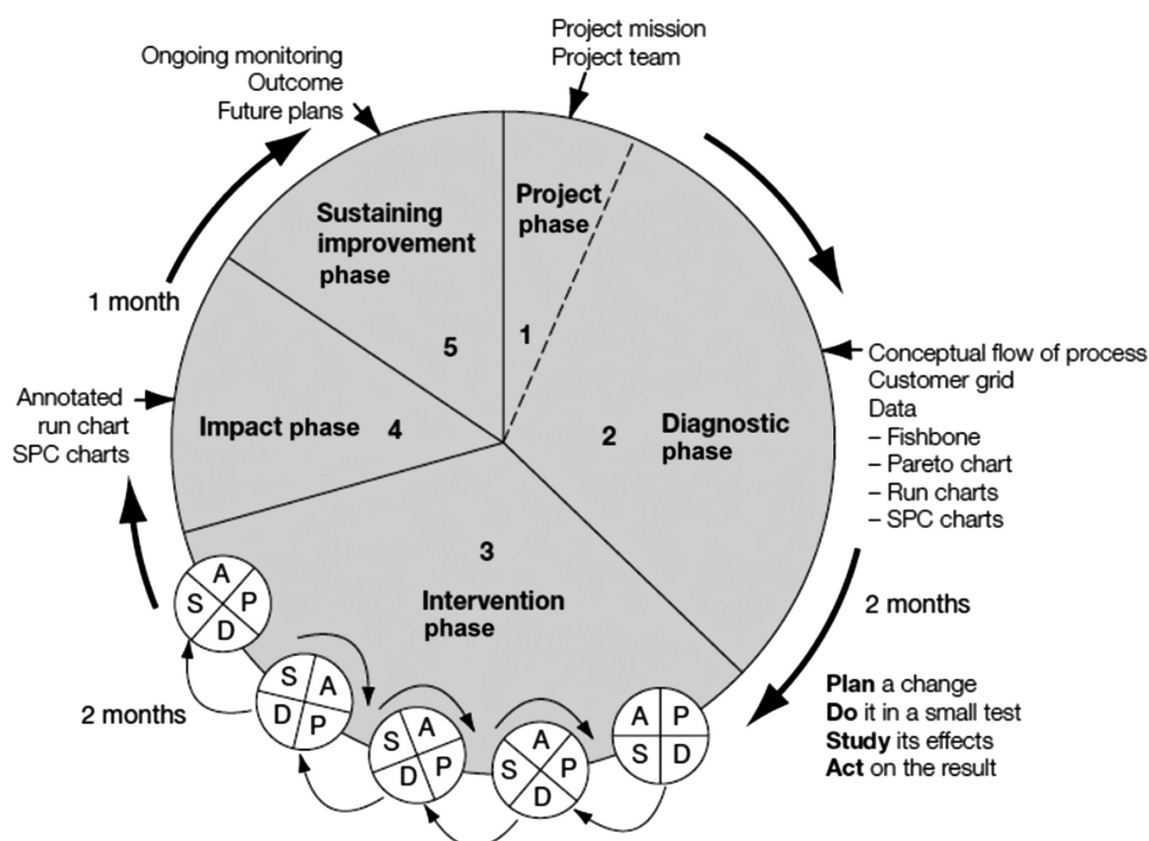 Project mission
Project team
Ongoing monitoring
Outcome
Future plans
Project
phase
1
Sustaining
improvement
phase
5
1 month
Conceptual flow of process
Customer grid
Data
– Fishbone
– Pareto chart
– Run charts
– SPC charts
2
Diagnostic
phase
Annotated
run chart
SPC charts
Impact phase 4
3
Intervention
phase
2 months
Plan a change
Do it in a small test
Study its effects
Act on the result
2 months
A
S P
D
S A
D P
S A
D P
A
S P
D
A P
S D